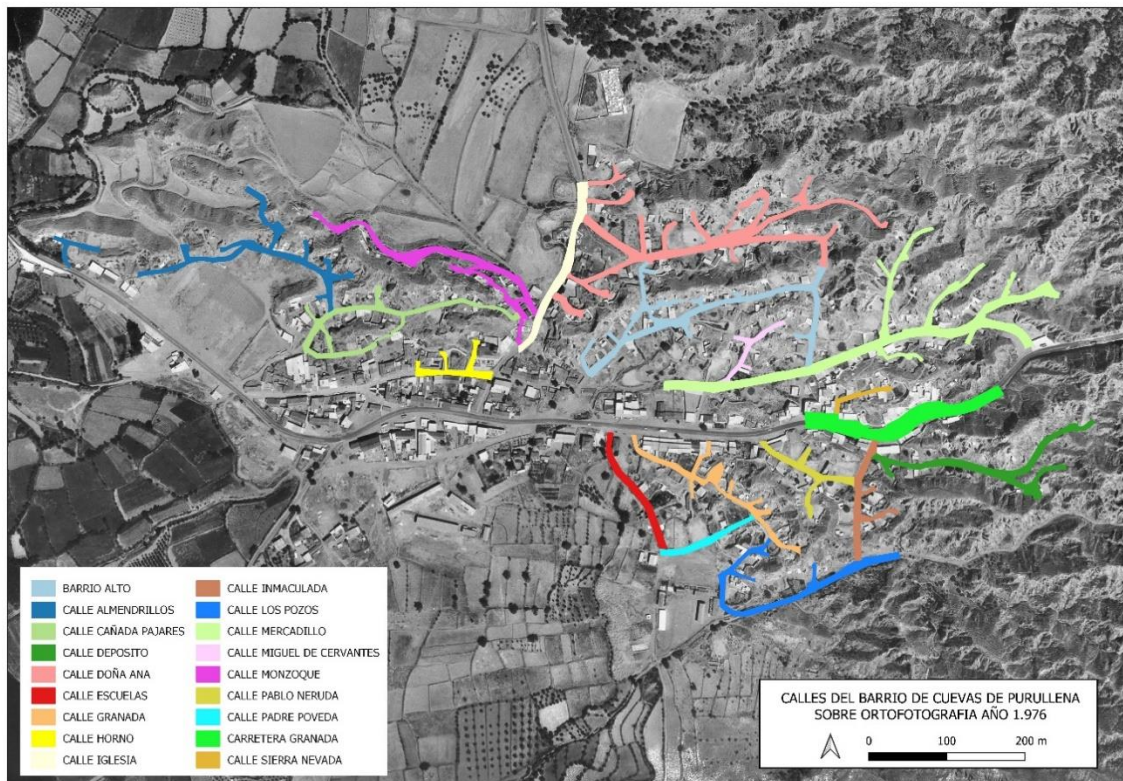 BARRIO ALTO
CALLE ALMENDRILLOS
CALLE CAÑADA PAJARES
CALLE DEPOSITO
CALLE DOÑA ANA
CALLE ESCUELAS
CALLE GRANADA
CALLE HORNO
CALLE IGLESIA
CALLE INMACULADA
CALLE LOS POZOS
CALLE MERCADILLO
CALLE MIGUEL DE CERVANTES
CALLE MONZOQUE
CALLE PABLO NERUDA
CALLE PADRE POVEDA
CARRETERA GRANADA
CALLE SIERRA NEVADA
CALLES DEL BARRIO DE CUEVAS DE PURULLENA
SOBRE ORTOFOTOGRAFIA AÑO 1.976
0 100 200 m